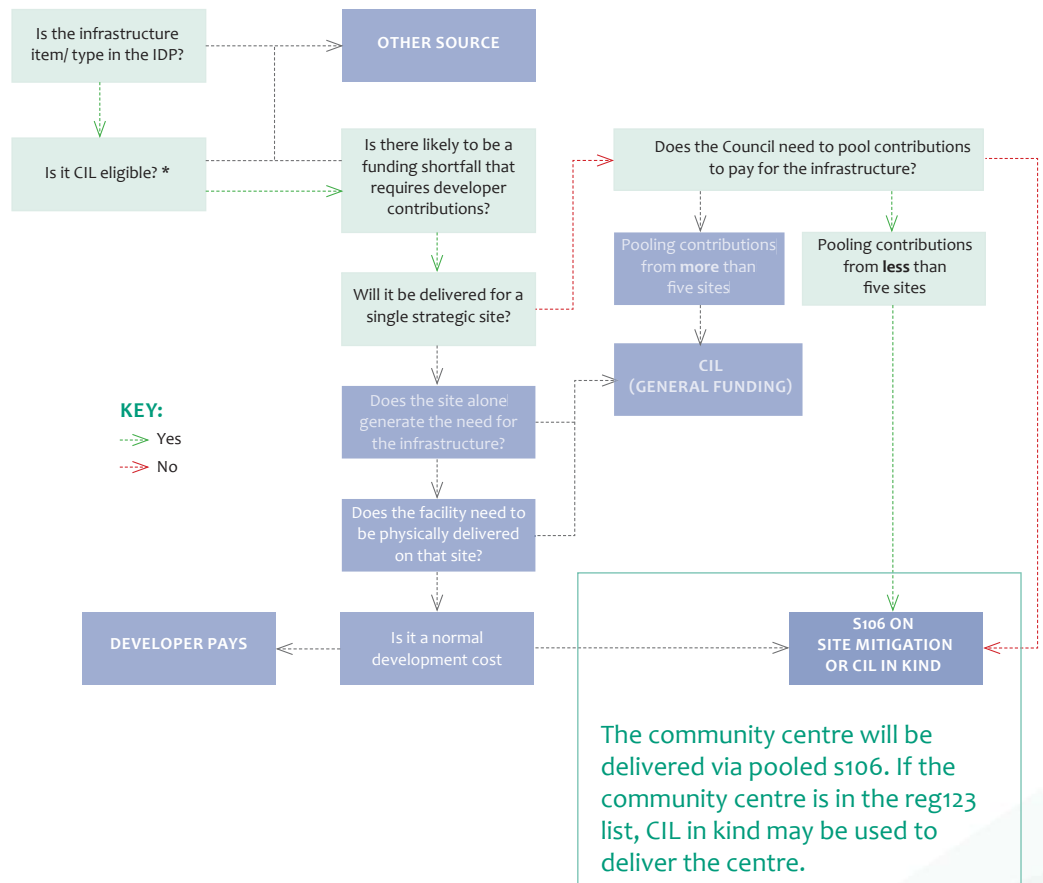 Is the infrastructure
item/ type in the IDP?
OTHER SOURCE
Is it CIL eligible? *
Is there likely to be a
funding shortfall that
requires developer
contributions?
Does the Council need to pool contributions
to pay for the infrastructure?
Pooling contributions
from more than
five sites
Pooling contributions
from less than
five sites
Will it be delivered for a
single strategic site?
CIL
(GENERAL FUNDING)
Does the site alone
generate the need for
the infrastructure?
KEY:
Yes
No
Does the facility need to
be physically delivered
on that site?
DEVELOPER PAYS
Is it a normal
development cost
S106 ON
SITE MITIGATION
OR CIL IN KIND
The community centre will be
delivered via pooled s106. If the
community centre is in the reg123
list, CIL in kind may be used to
deliver the centre.